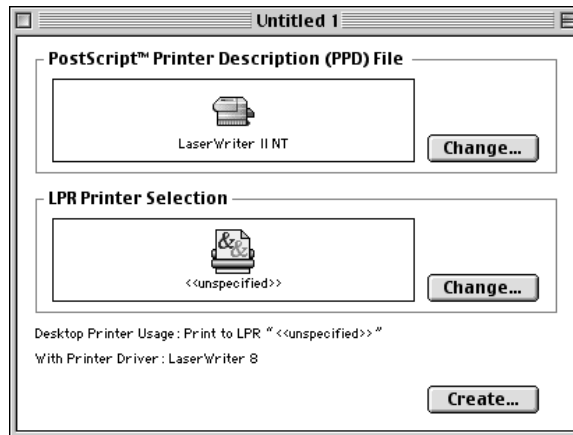 Untitled 1
PostScript™ Printer Description (PPD) File
LaserWriter II NT
Change...
LPR Printer Selection
&&
<<unspecified>>
Change...
Desktop Printer Usage: Print to LPR “<<unspecified>>”
With Printer Driver: LaserWriter 8
Create...